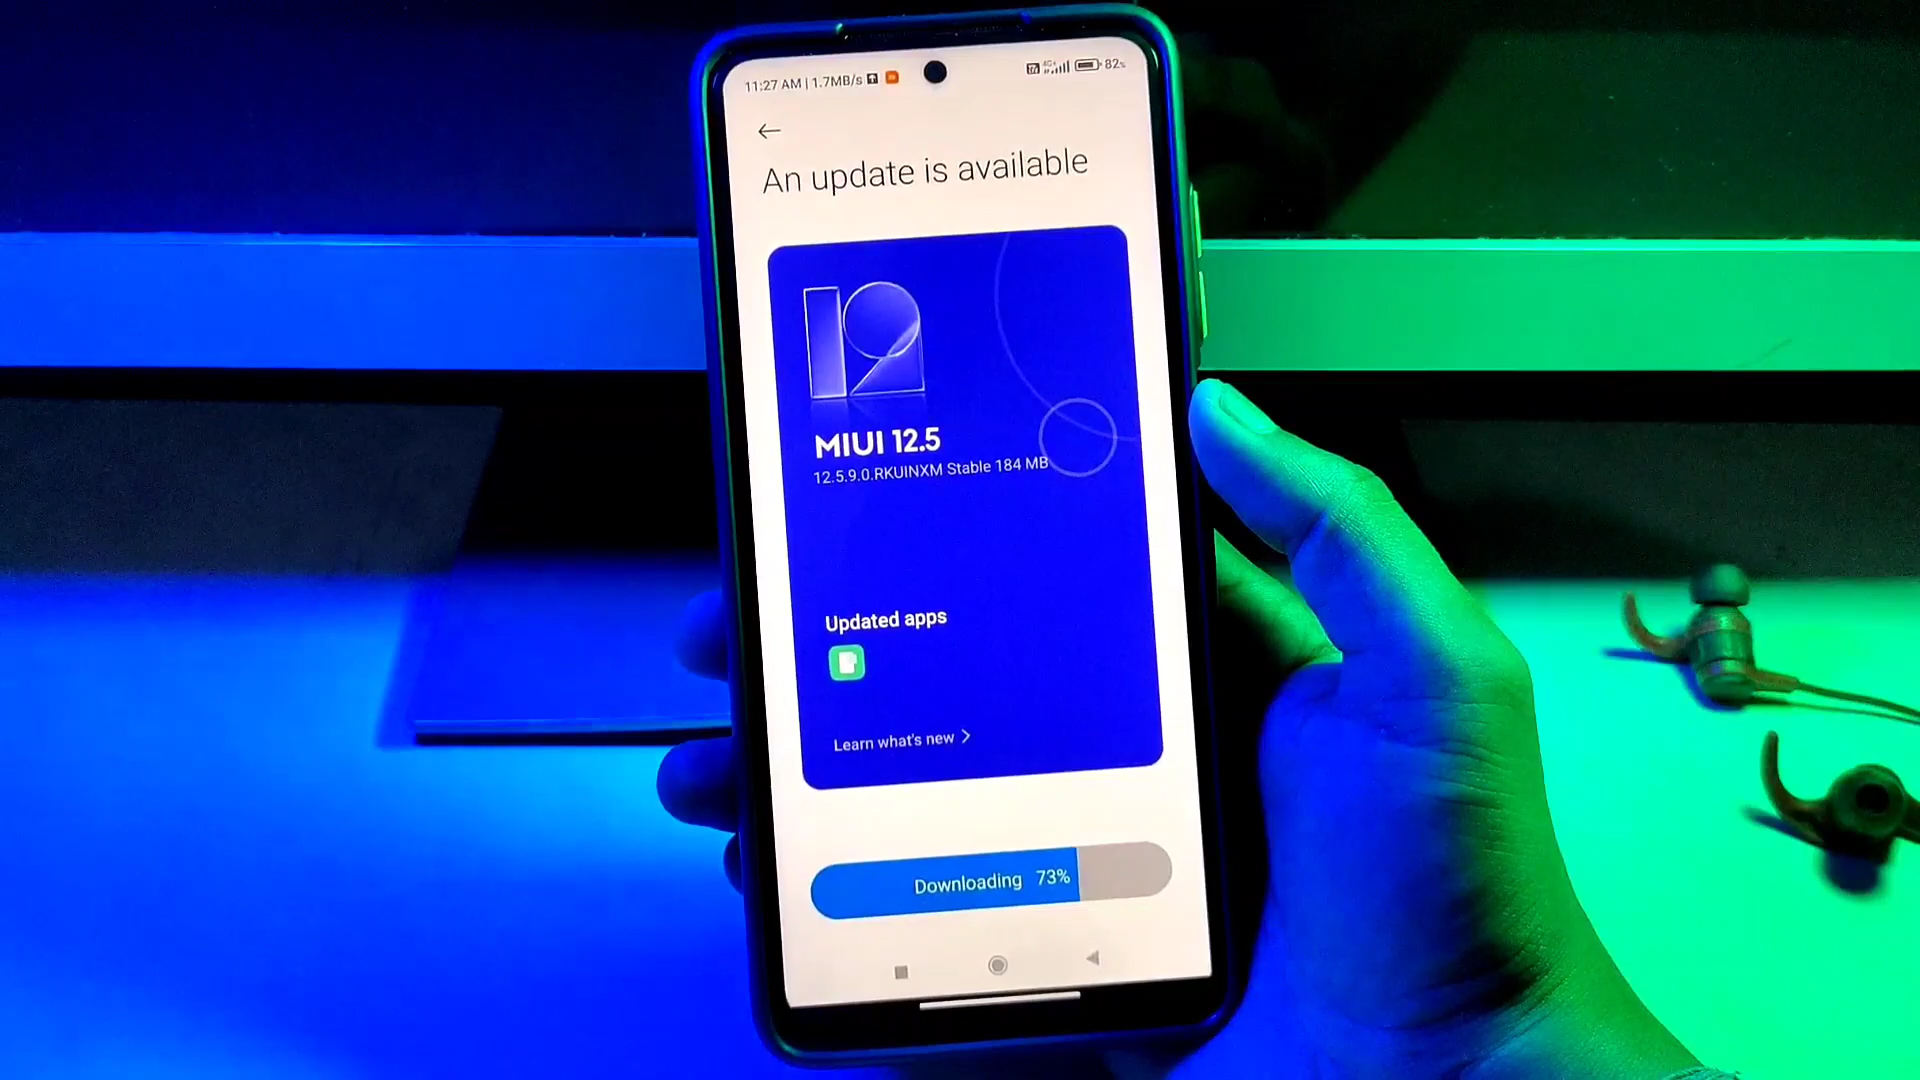 11:27 AM | 1.7MB/s 82%
An update is available
MIUI 12.5
12.5.9.0.RKUINXM Stable 184 MB
Updated apps
Learn what's new >
Downloading 73%